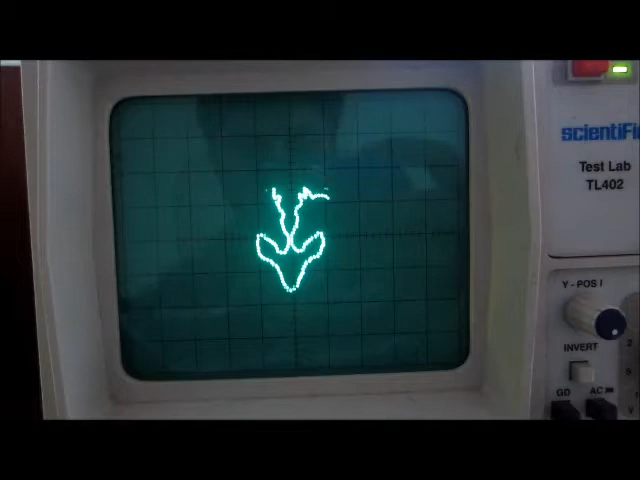 scientifi
Test Lab
TL402
Y - POS I
INVERT
GD AC